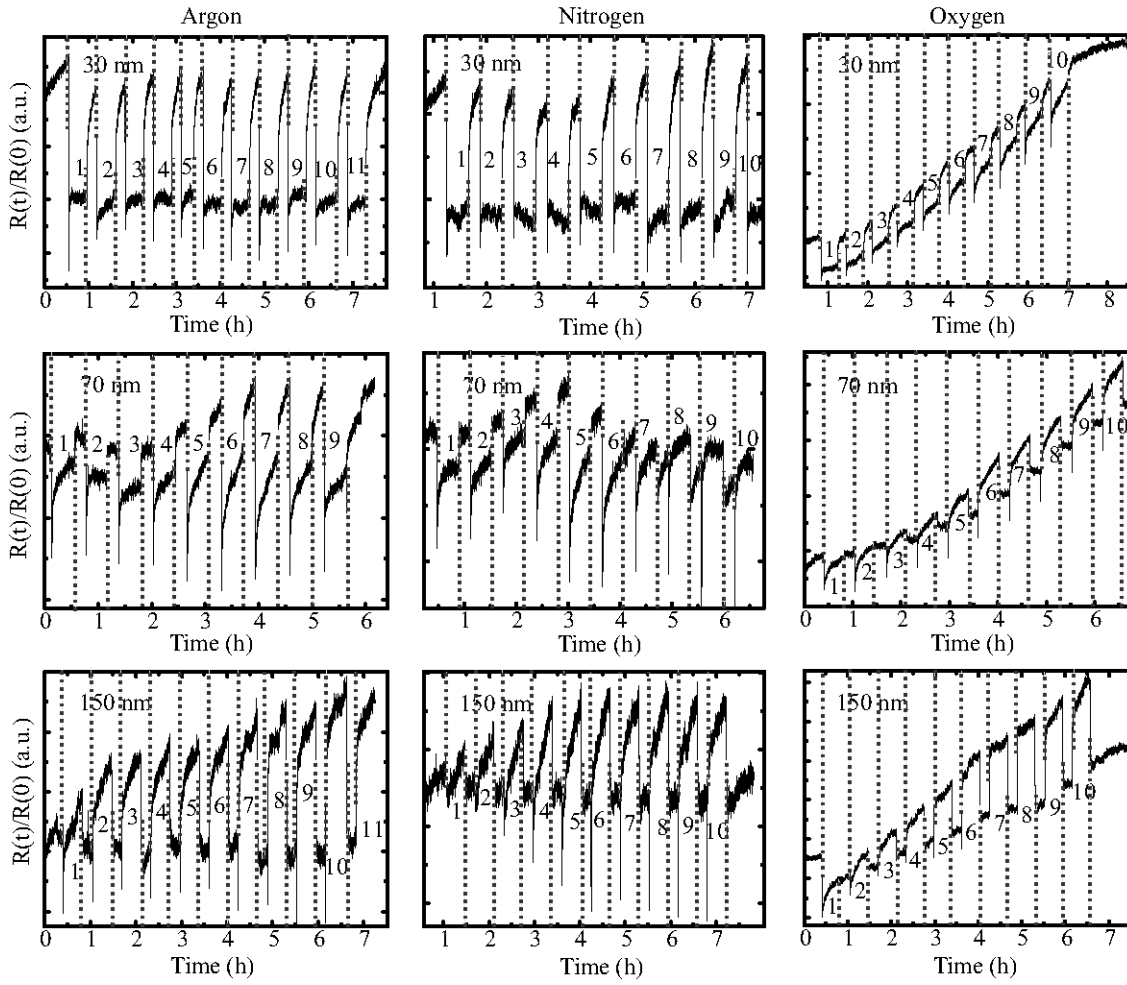 Argon Nitrogen Oxygen
R(t)/R(0) (a.u.)
30 nm
1 2 3 4 5 6 7 8 9 10 11
0 1 2 3 4 5 6 7
Time (h)
30 nm
1 2 3 4 5 6 7 8 9 10
1 2 3 4 5 6 7
Time (h)
30 nm
1 2 3 4 5 6 7 8 9 10
1 2 3 4 5 6 7 8
Time (h)
R(t)/R(0) (a.u.)
70 nm
1 2 3 4 5 6 7 8 9
0 1 2 3 4 5 6
Time (h)
70 nm
1 2 3 4 5 6 7 8 9 10
0 1 2 3 4 5 6
Time (h)
70 nm
1 2 3 4 5 6 7 8 9 10
0 1 2 3 4 5 6
Time (h)
R(t)/R(0) (a.u.)
150 nm
1 2 3 4 5 6 7 8 9 10 11
0 1 2 3 4 5 6 7
Time (h)
150 nm
1 2 3 4 5 6 7 8 9 10
1 2 3 4 5 6 7
Time (h)
150 nm
1 2 3 4 5 6 7 8 9 10
0 1 2 3 4 5 6 7
Time (h)